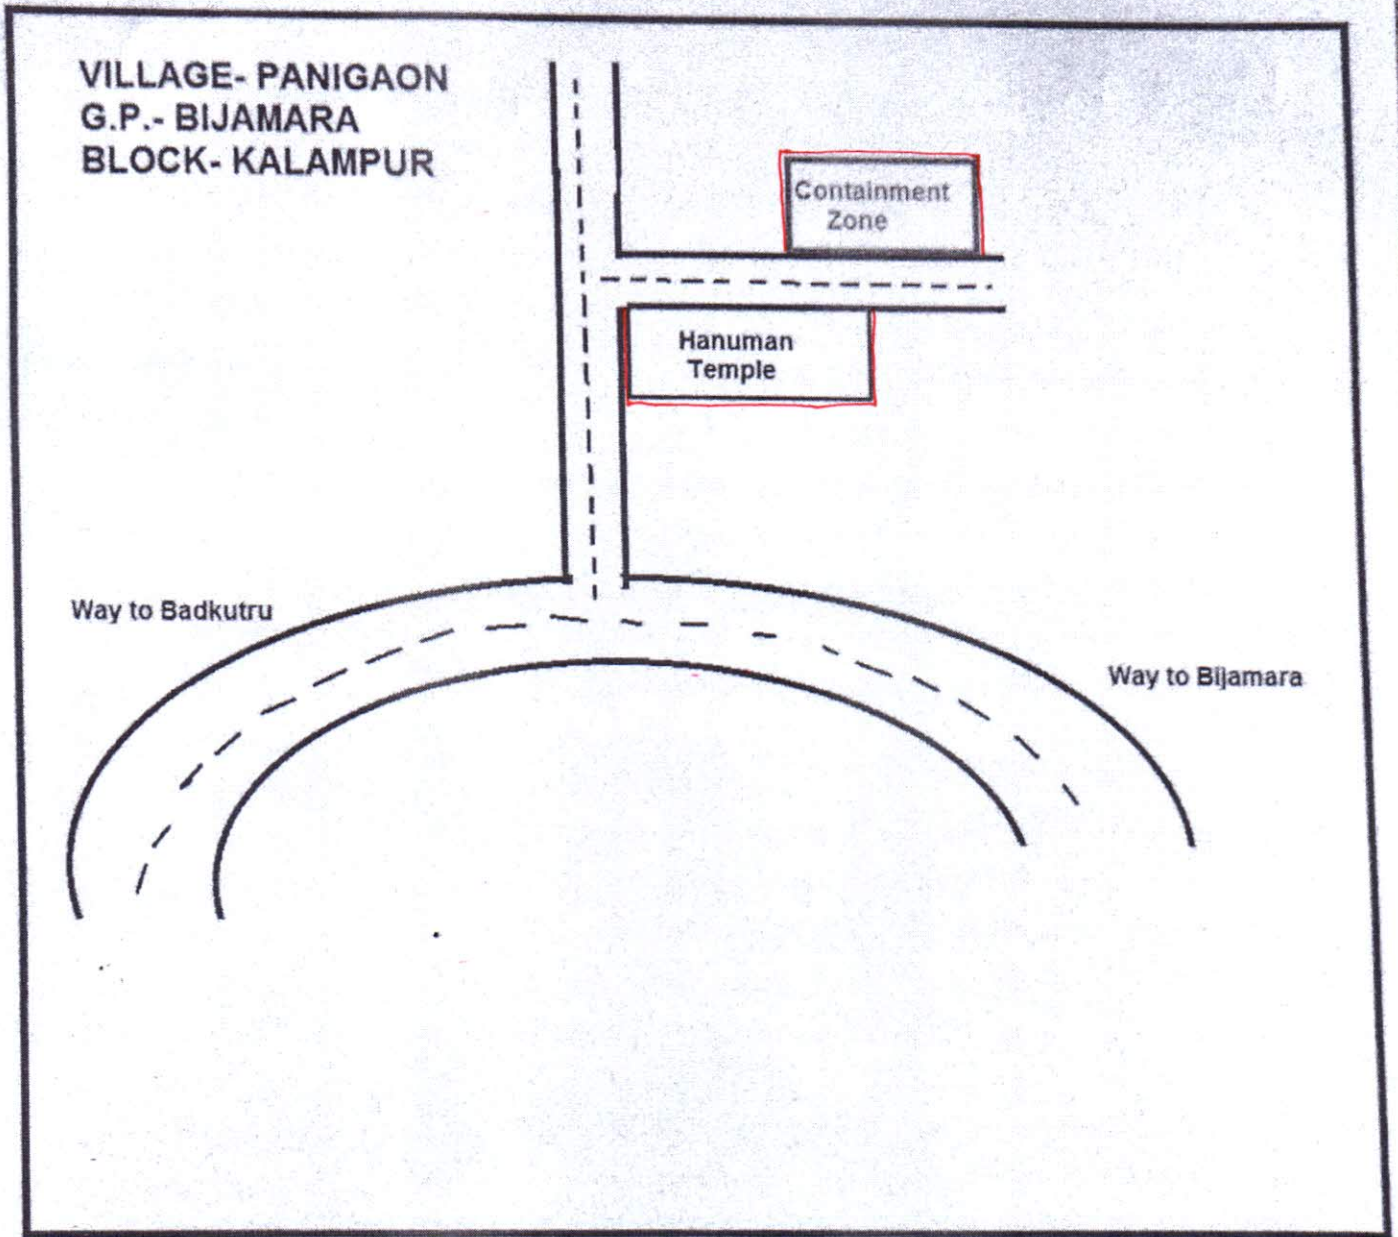 VILLAGE- PANIGAON
G.P.- BIJAMARA
BLOCK- KALAMPUR
Containment
Zone
Hanuman
Temple
Way to Badkutru
Way to Bijamara